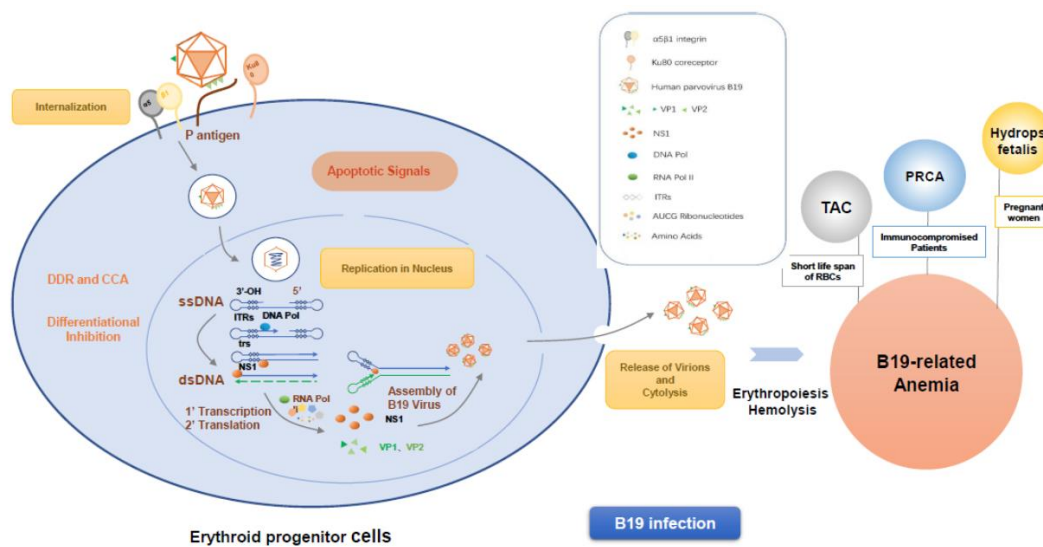 Internalization
α5
β1
Ku80
P antigen
Apoptotic Signals
DDR and CCA
Differentiational
Inhibition
Replication in Nucleus
3'-OH 5'
ssDNA
ITRs DNA Pol
trs
NS1
dsDNA
RNA Pol
II
1' Transcription
2' Translation
Assembly of
B19 Virus
NS1
VP1、VP2
Erythroid progenitor cells
α5β1 integrin
Ku80 coreceptor
Human parvovirus B19
VP1 VP2
NS1
DNA Pol
RNA Pol II
ITRs
AUCG Ribonucleotides
Amino Acids
Release of Virions
and
Cytolysis
Erythropoiesis
Hemolysis
B19 infection
TAC
Short life span
of RBCs
PRCA
Immunocompromised
Patients
Hydrops
fetalis
Pregnant
women
B19-related
Anemia